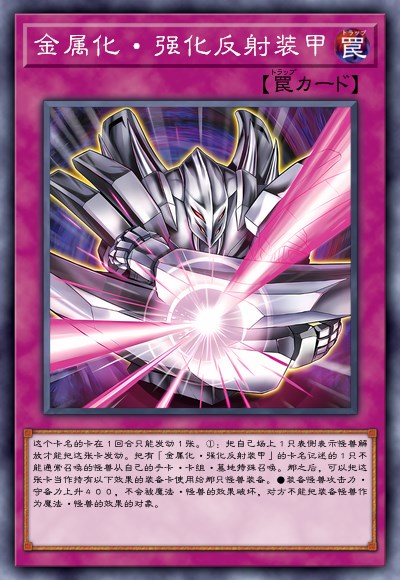 金属化・强化反射装甲
トラップ
罠
トラップ
【罠カード】
这个卡名的卡在1回合只能发动1张。①：把自己场上1只表侧表示怪兽
解放才能把这张卡发动。把有「金属化・强化反射装甲」的卡名记述的1只不
能通常召唤的怪兽从自己的手卡・卡组・墓地特殊召唤。那之后，可以把这
张卡当作持有以下效果的装备卡使用给那只怪兽装备。●装备怪兽攻击力・
守备力上升400，不会被魔法・怪兽的效果破坏，对方不能把装备怪兽作
为魔法・怪兽的效果的对象。